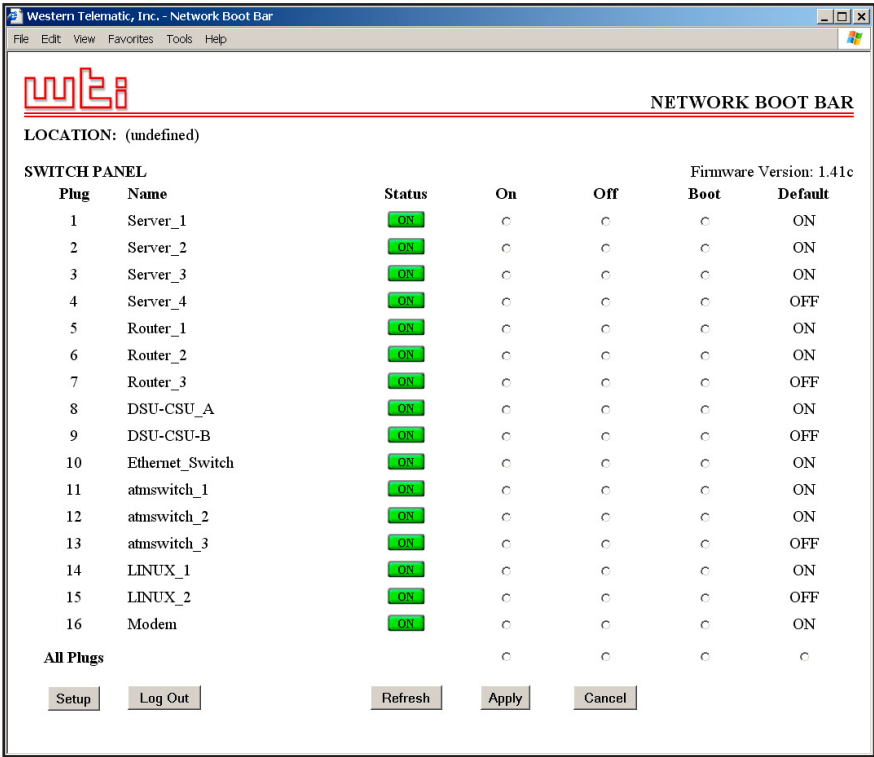 Western Telematic, Inc. - Network Boot Bar
File Edit View Favorites Tools Help
wti
NETWORK BOOT BAR
LOCATION: (undefined)
SWITCH PANEL Firmware Version: 1.41c
Plug Name Status On Off Boot Default
1 Server_1 ON ON
2 Server_2 ON ON
3 Server_3 ON ON
4 Server_4 ON OFF
5 Router_1 ON ON
6 Router_2 ON ON
7 Router_3 ON OFF
8 DSU-CSU_A ON ON
9 DSU-CSU-B ON OFF
10 Ethernet_Switch ON ON
11 atmswitch_1 ON ON
12 atmswitch_2 ON ON
13 atmswitch_3 ON OFF
14 LINUX_1 ON ON
15 LINUX_2 ON OFF
16 Modem ON ON
All Plugs
Setup Log Out Refresh Apply Cancel